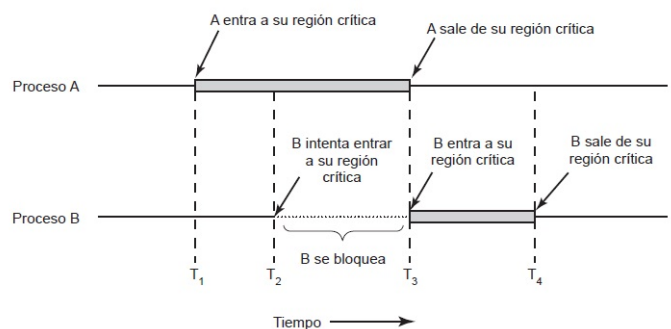 A entra a su región crítica
A sale de su región crítica
Proceso A
B intenta entrar
a su región
crítica
B entra a su
región crítica
B sale de su
región crítica
Proceso B
B se bloquea
T1
T2
T3
T4
Tiempo